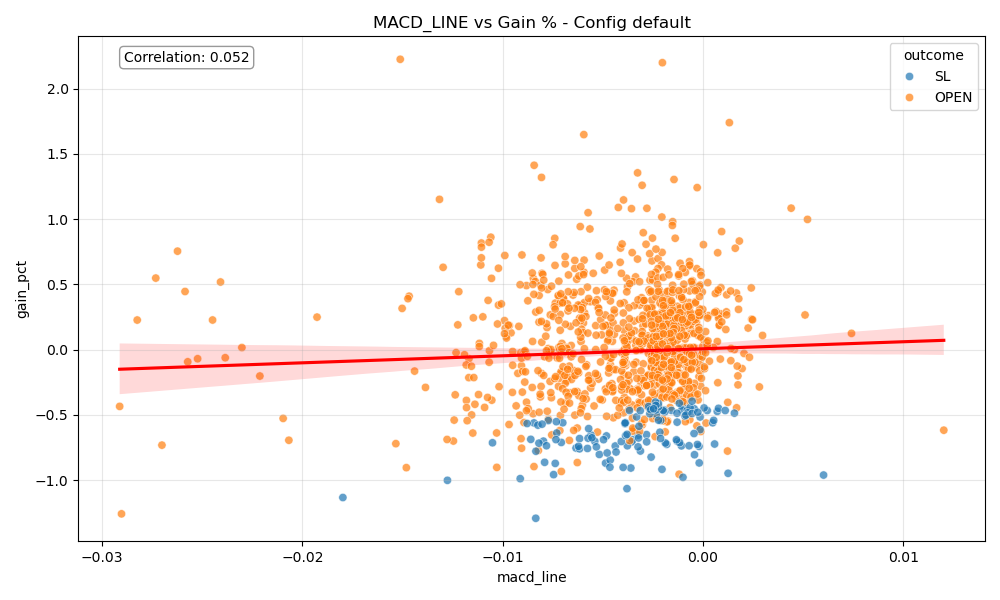 MACD_LINE vs Gain % - Config default
Correlation: 0.052
outcome
SL
OPEN
gain_pct
2.0
1.5
1.0
0.5
0.0
−0.5
−1.0
−0.03
−0.02
−0.01
0.00
0.01
macd_line